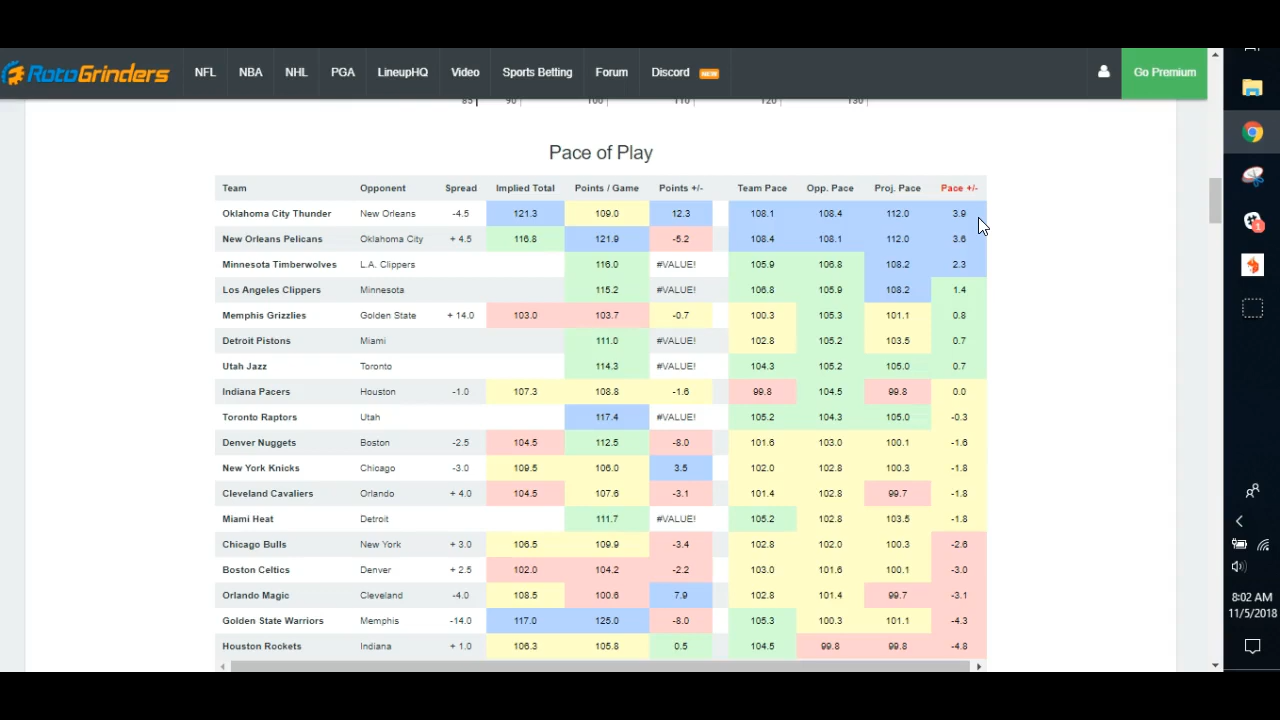 RotoGrinders NFL NBA NHL PGA LineupHQ Video Sports Betting Forum Discord NEW Go Premium
85 90 100 110 120 130
Pace of Play
Team Opponent Spread Implied Total Points / Game Points +/- Team Pace Opp. Pace Proj. Pace Pace +/-
Oklahoma City Thunder New Orleans -4.5 121.3 109.0 12.3 108.1 108.4 112.0 3.9
New Orleans Pelicans Oklahoma City + 4.5 116.8 121.9 -5.2 108.4 108.1 112.0 3.6
Minnesota Timberwolves L.A. Clippers 116.0 #VALUE! 105.9 106.8 108.2 2.3
Los Angeles Clippers Minnesota 115.2 #VALUE! 106.8 105.9 108.2 1.4
Memphis Grizzlies Golden State + 14.0 103.0 103.7 -0.7 100.3 105.3 101.1 0.8
Detroit Pistons Miami 111.0 #VALUE! 102.8 105.2 103.5 0.7
Utah Jazz Toronto 114.3 #VALUE! 104.3 105.2 105.0 0.7
Indiana Pacers Houston -1.0 107.3 108.8 -1.6 99.8 104.5 99.8 0.0
Toronto Raptors Utah 117.4 #VALUE! 105.2 104.3 105.0 -0.3
Denver Nuggets Boston -2.5 104.5 112.5 -8.0 101.6 103.0 100.1 -1.6
New York Knicks Chicago -3.0 109.5 106.0 3.5 102.0 102.8 100.3 -1.8
Cleveland Cavaliers Orlando + 4.0 104.5 107.6 -3.1 101.4 102.8 99.7 -1.8
Miami Heat Detroit 111.7 #VALUE! 105.2 102.8 103.5 -1.8
Chicago Bulls New York + 3.0 106.5 109.9 -3.4 102.8 102.0 100.3 -2.6
Boston Celtics Denver + 2.5 102.0 104.2 -2.2 103.0 101.6 100.1 -3.0
Orlando Magic Cleveland -4.0 108.5 100.6 7.9 102.8 101.4 99.7 -3.1
Golden State Warriors Memphis -14.0 117.0 125.0 -8.0 105.3 100.3 101.1 -4.3
Houston Rockets Indiana + 1.0 106.3 105.8 0.5 104.5 99.8 99.8 -4.8
8:02 AM
11/5/2018